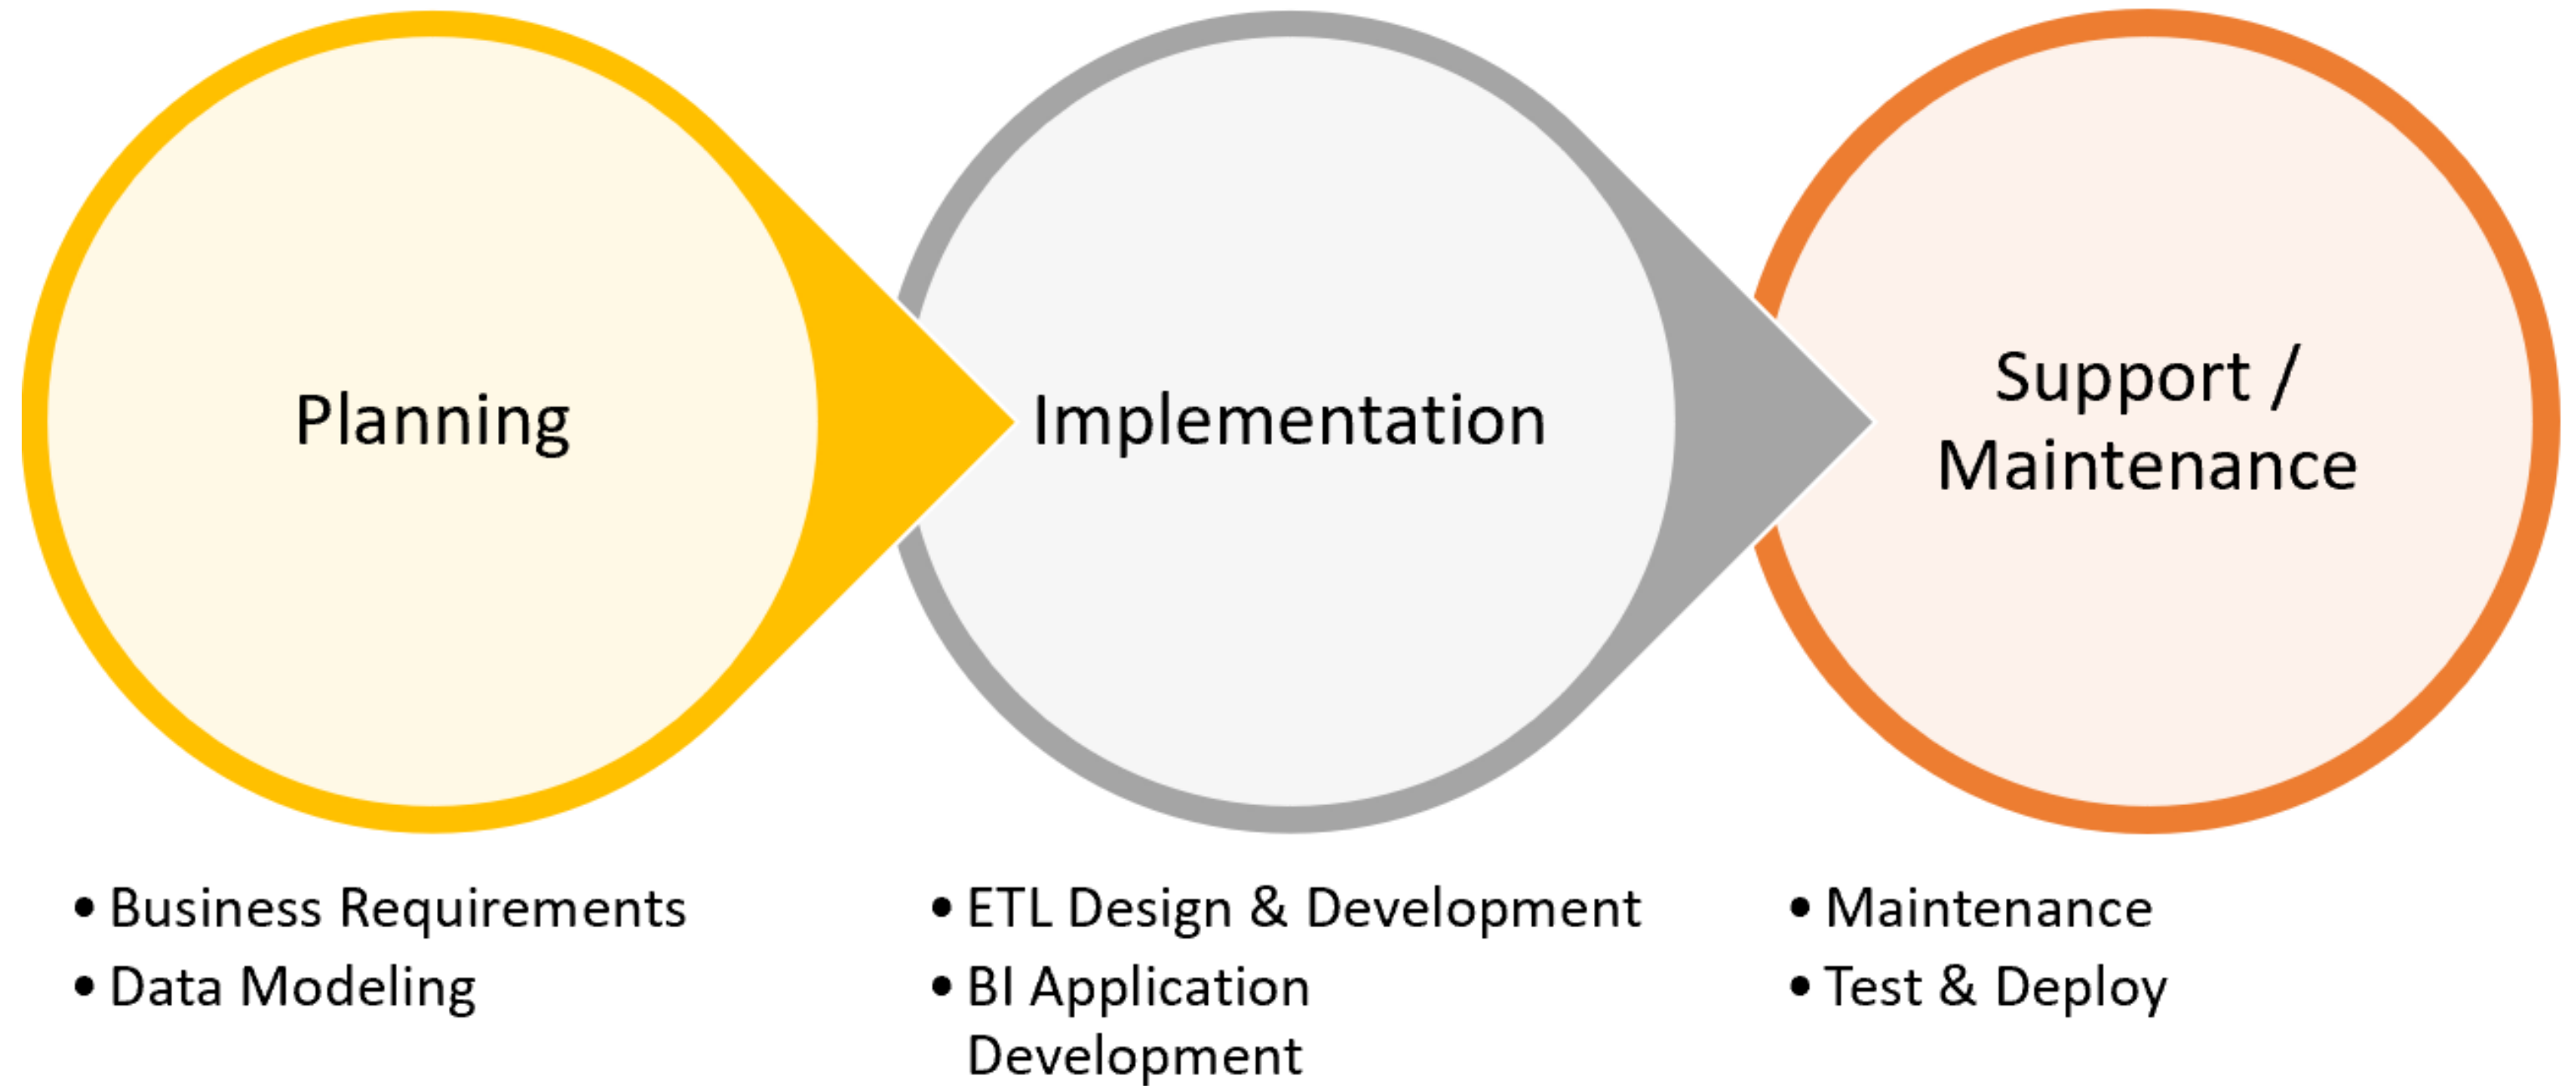 Planning
Implementation
Support /
Maintenance
• Business Requirements
• Data Modeling
• ETL Design & Development
• BI Application
Development
• Maintenance
• Test & Deploy